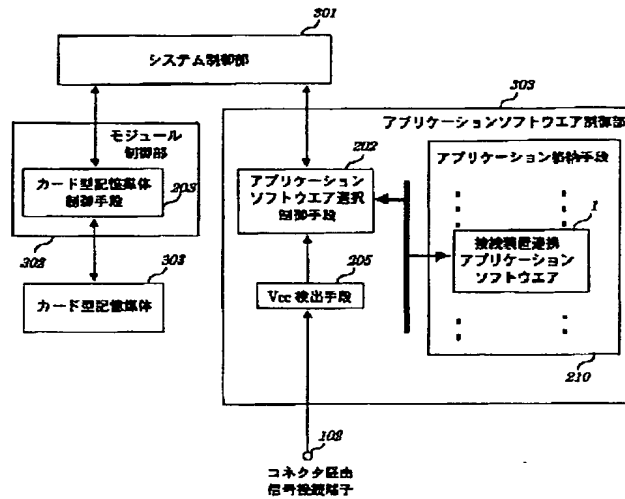 301
システム制御部
303
アプリケーションソフトウエア制御部
モジュール
制御部
202
アプリケーション格納手段
カード型記憶媒体
制御手段
203
アプリケーション
ソフトウエア選択
制御手段
1
接続装置連携
アプリケーション
ソフトウエア
302
303
205
カード型記憶媒体
Vcc 検出手段
210
102
コネクタ経由
信号接続端子